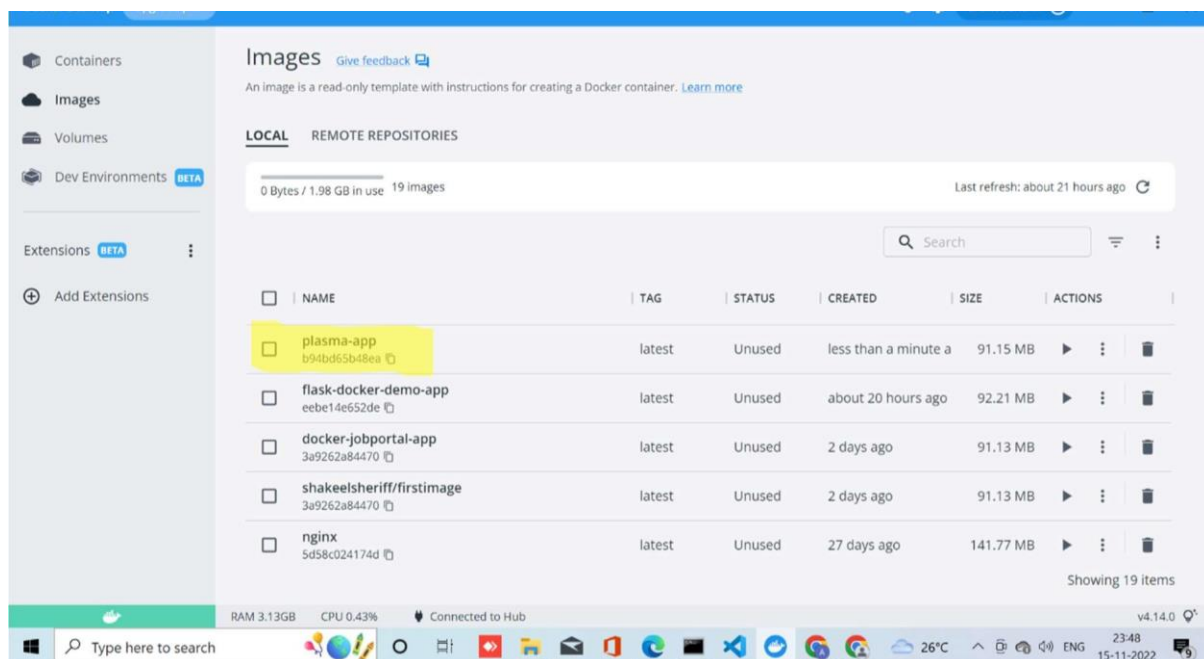 Containers
Images
Volumes
Dev Environments BETA
Extensions BETA
Add Extensions
Images Give feedback
An image is a read-only template with instructions for creating a Docker container. Learn more
LOCAL REMOTE REPOSITORIES
0 Bytes / 1.98 GB in use 19 images Last refresh: about 21 hours ago
Search
NAME TAG STATUS CREATED SIZE ACTIONS
plasma-app latest Unused less than a minute a 91.15 MB
b94bd65b48ea
flask-docker-demo-app latest Unused about 20 hours ago 92.21 MB
eebe14e652de
docker-jobportal-app latest Unused 2 days ago 91.13 MB
3a9262a84470
shakeelsheriff/firstimage latest Unused 2 days ago 91.13 MB
3a9262a84470
nginx latest Unused 27 days ago 141.77 MB
5d58c024174d
Showing 19 items
RAM 3.13GB CPU 0.43% Connected to Hub v4.14.0
Type here to search 26°C ENG 23:48
15-11-2022